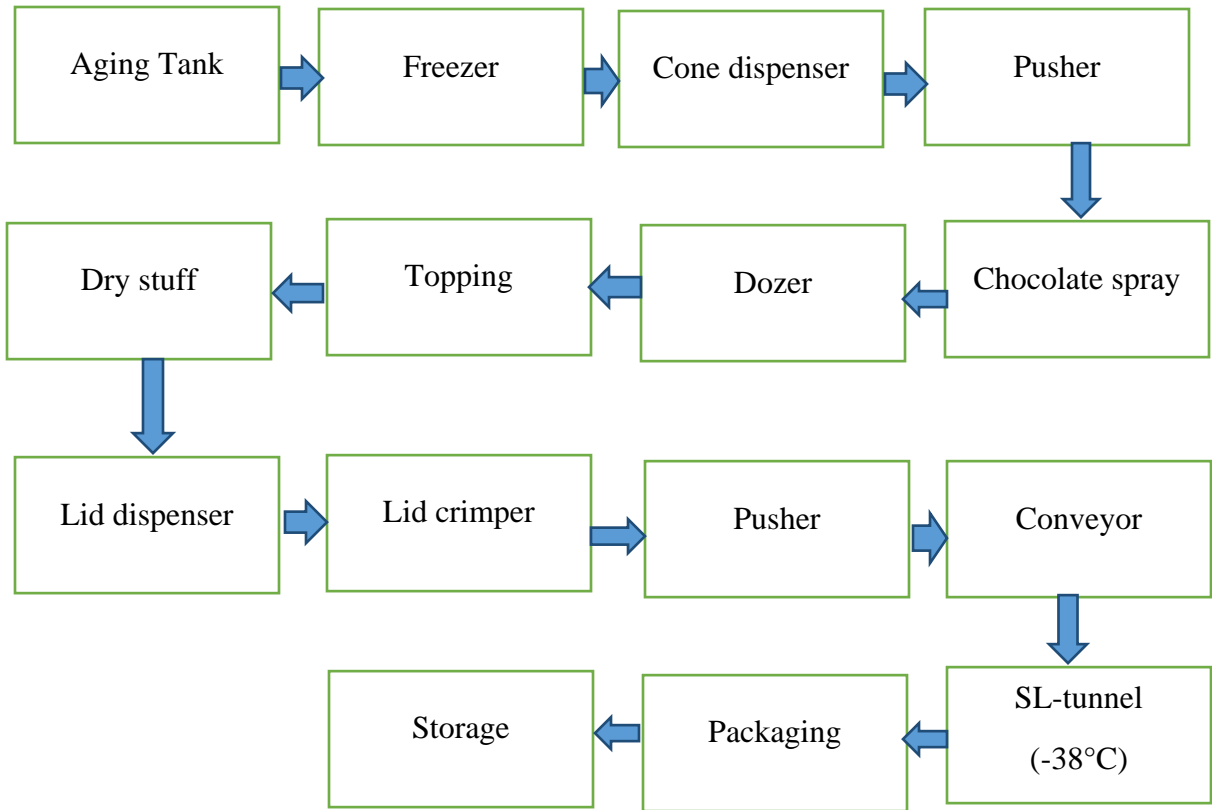 Aging Tank
Freezer
Cone dispenser
Pusher
Chocolate spray
Dozer
Topping
Dry stuff
Lid dispenser
Lid crimper
Pusher
Conveyor
SL-tunnel
(-38°C)
Packaging
Storage